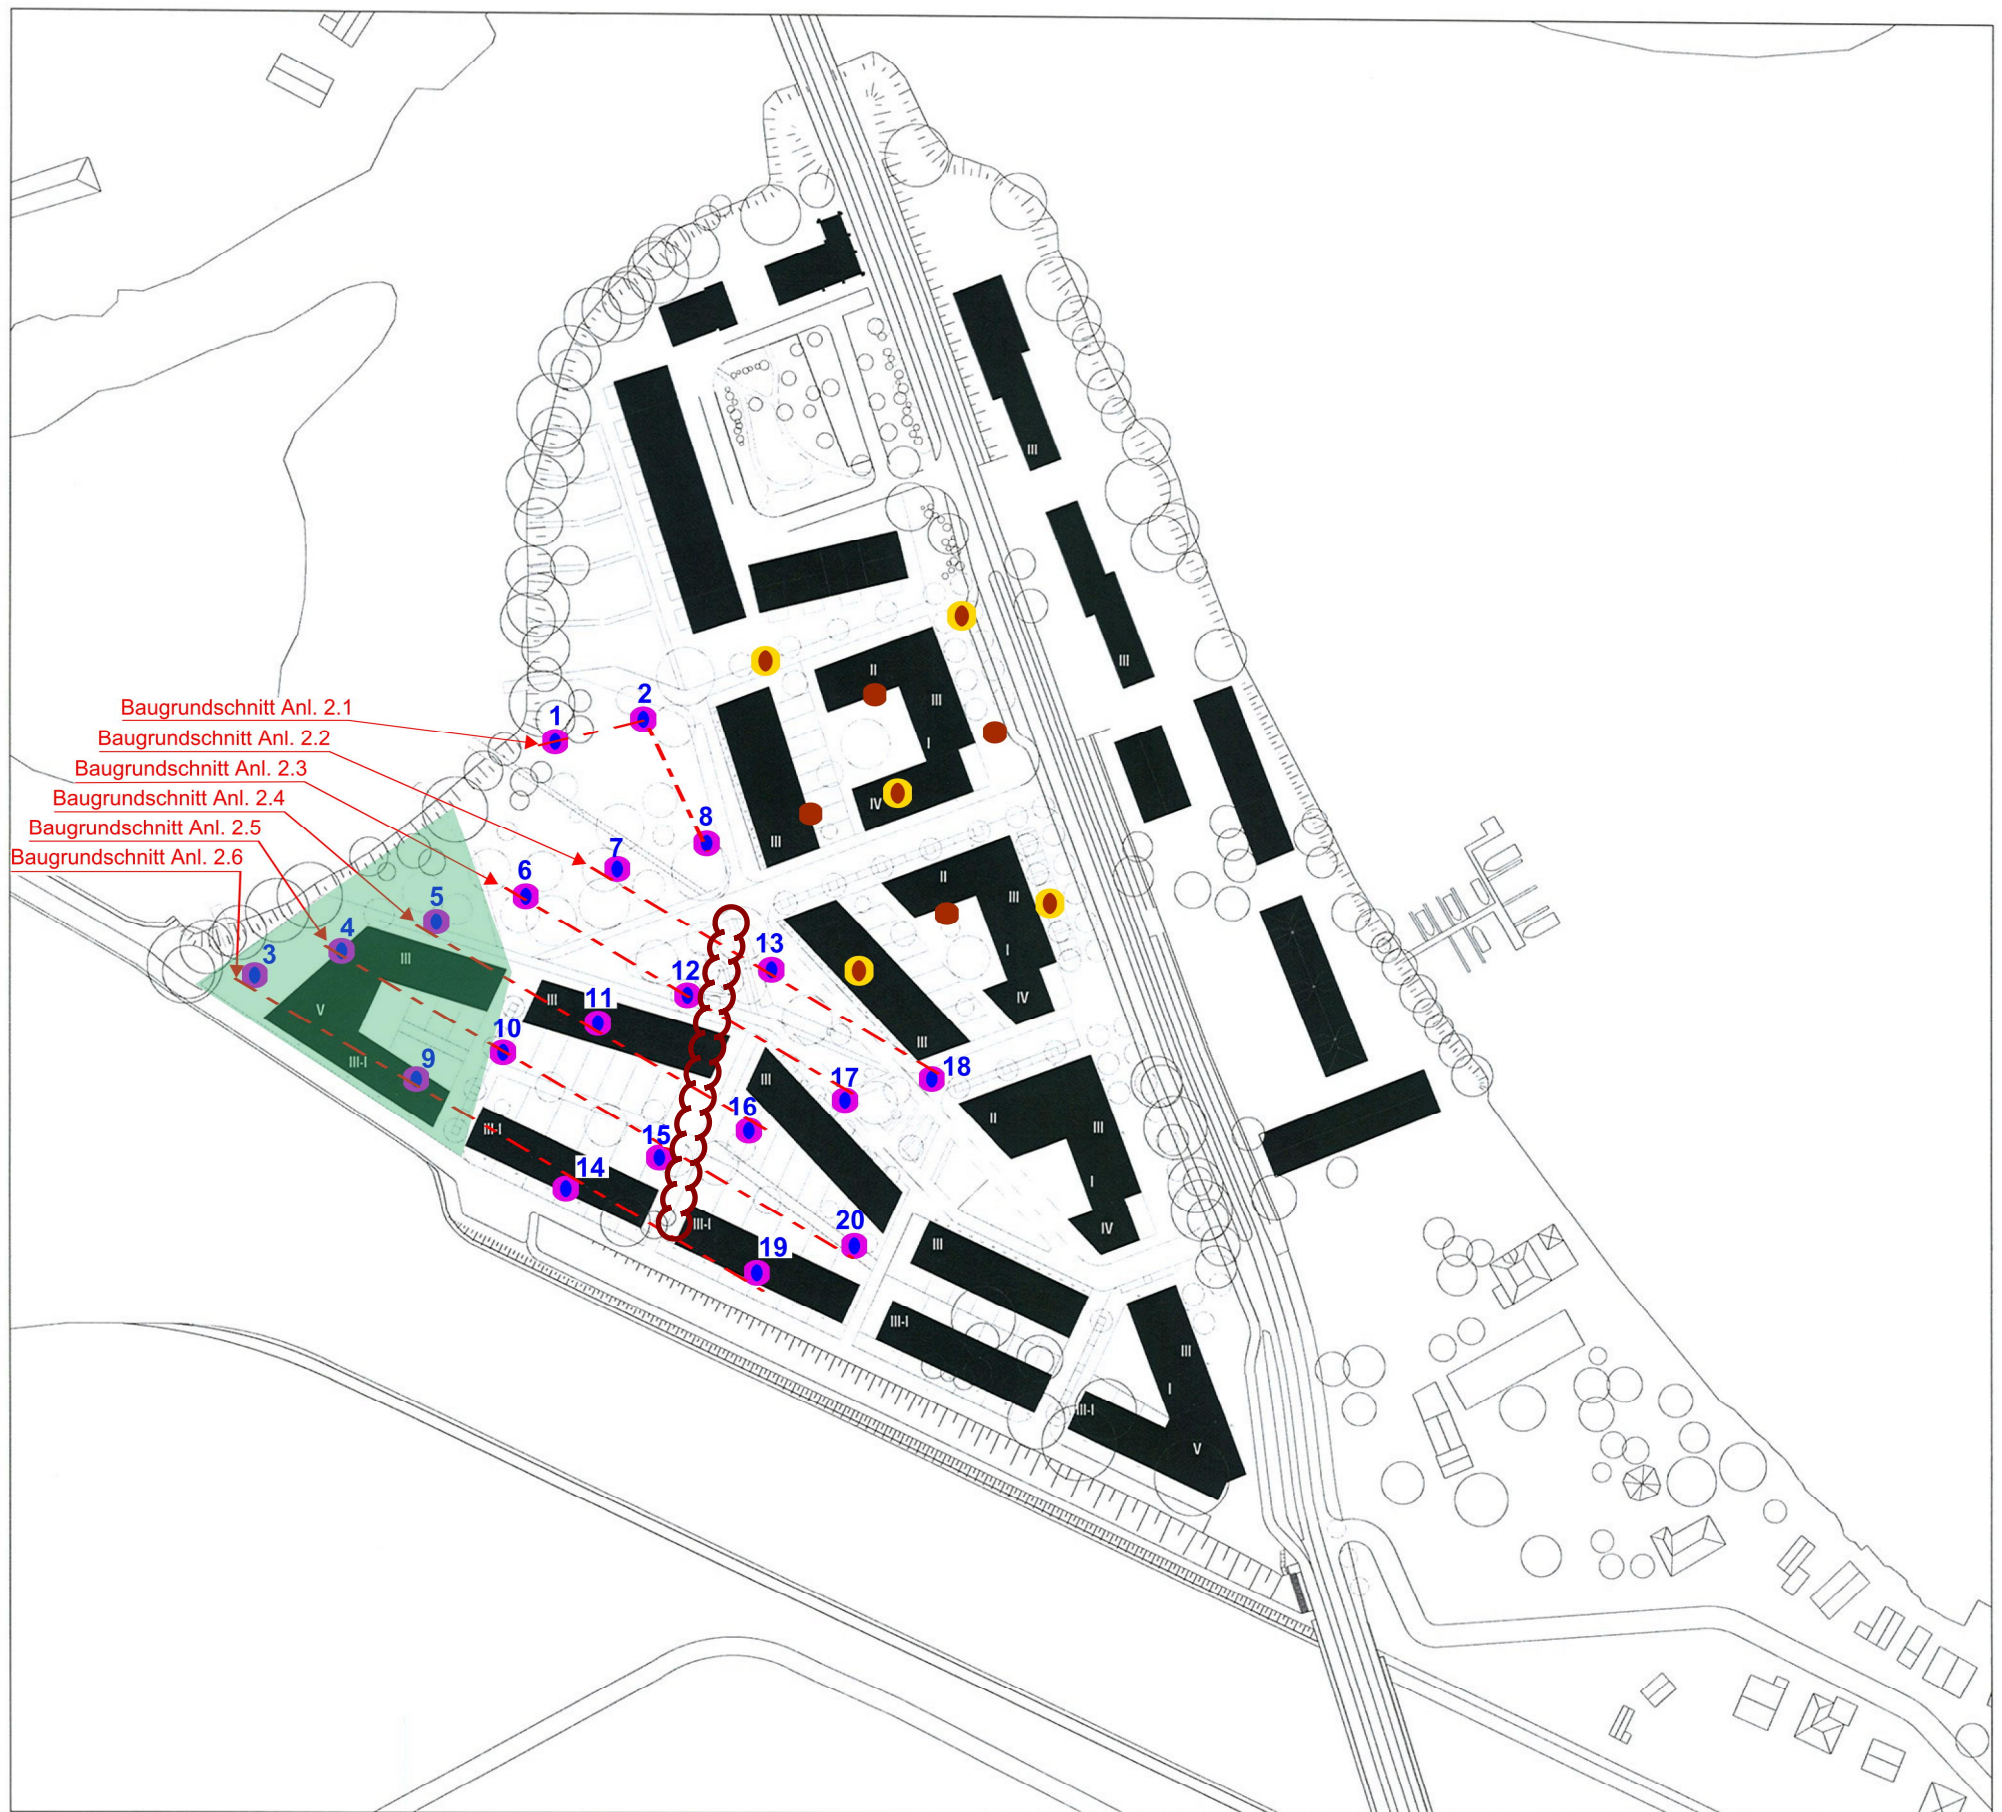 III
III
II
III
I
IV
III
2
1
Baugrundschnitt Anl. 2.1
Baugrundschnitt Anl. 2.2
Baugrundschnitt Anl. 2.3
Baugrundschnitt Anl. 2.4
Baugrundschnitt Anl. 2.5
Baugrundschnitt Anl. 2.6
8
7
6
5
4
3
II
III
I
IV
III
III
V
III-I
13
12
11
III
10
9
18
17
16
15
14
III
III-I
II
III
I
IV
20
19
III-I
III
III-I
III
I
III-I
V